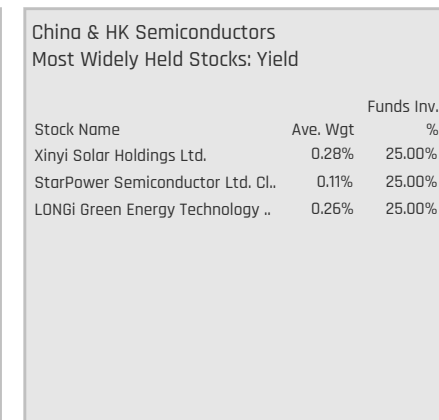 China & HK Semiconductors
Most Widely Held Stocks: Yield
Funds Inv.
Stock Name Ave. Wgt %
Xinyi Solar Holdings Ltd. 0.28% 25.00%
StarPower Semiconductor Ltd. Cl.. 0.11% 25.00%
LONGi Green Energy Technology .. 0.26% 25.00%